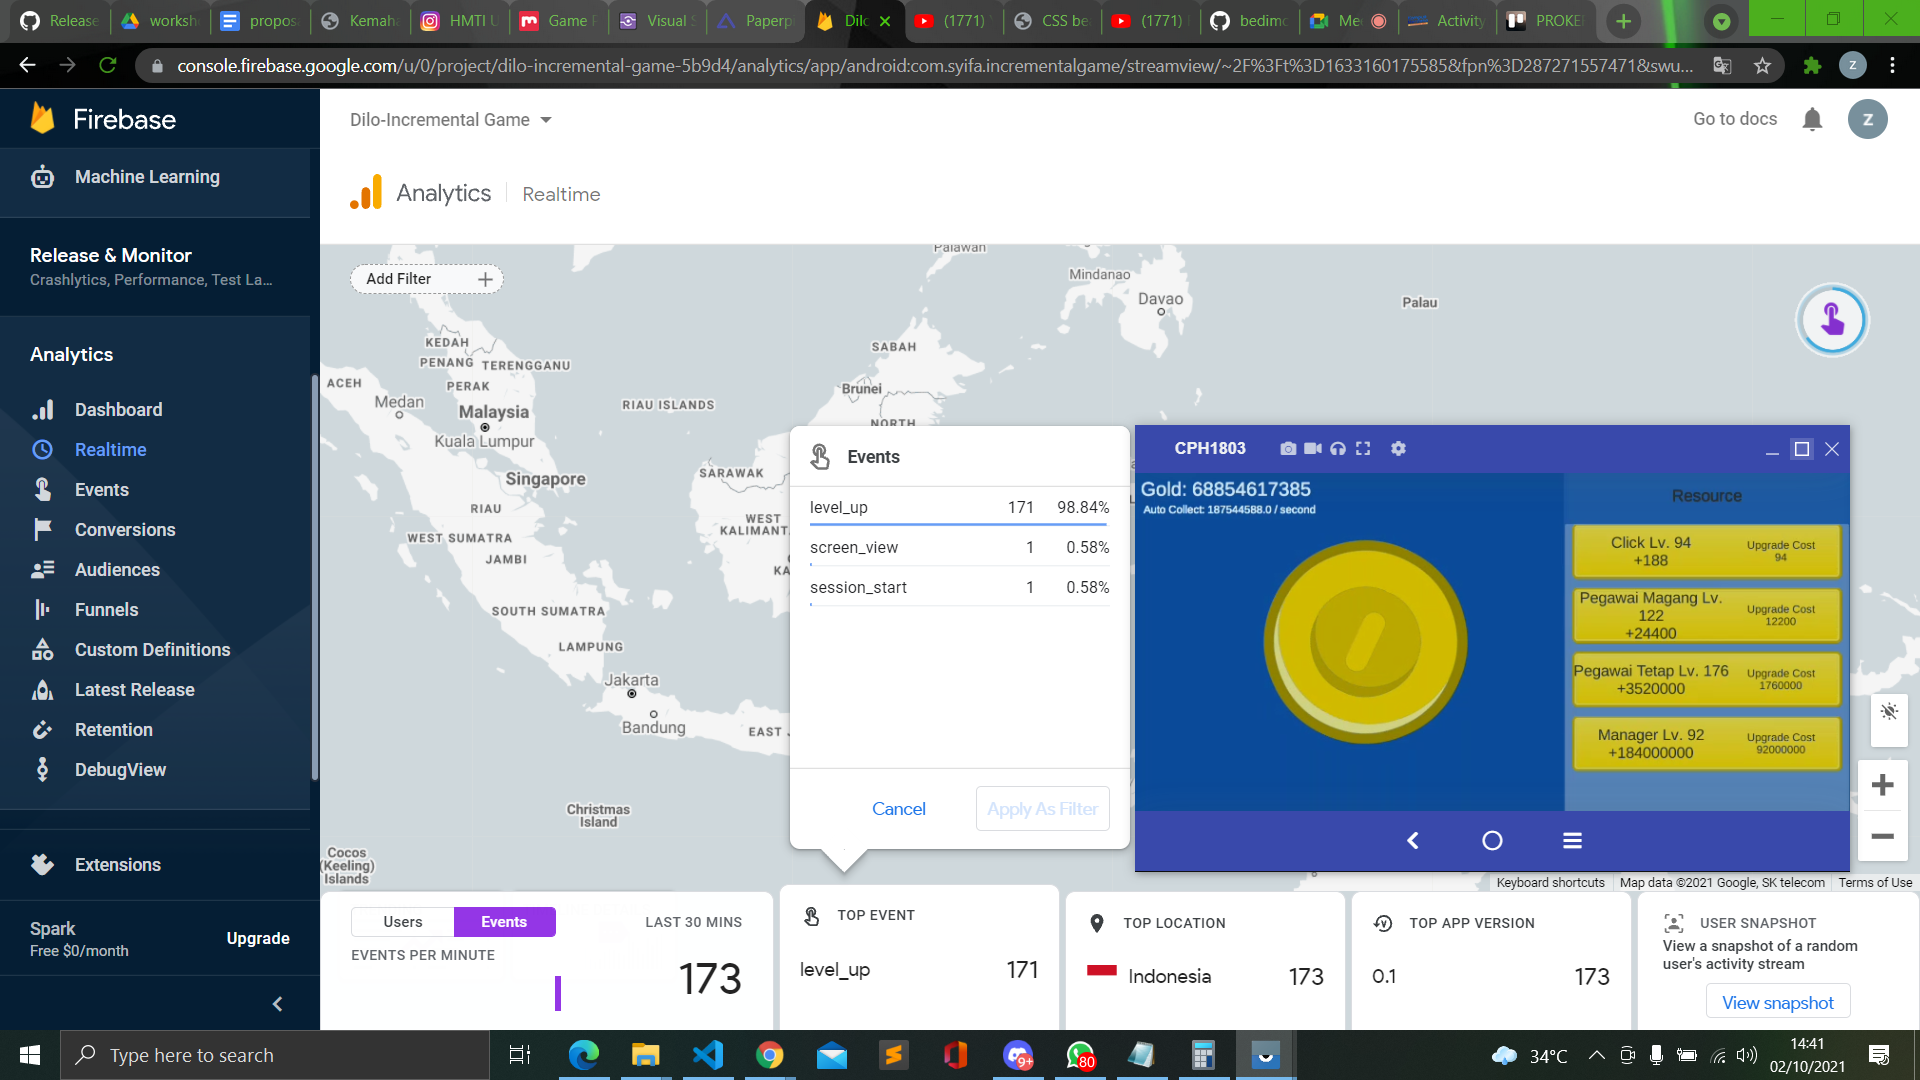 Release
worksh
propos
Kemaha
HMTI U
Game P
Visual S
Paperp
Dilo
(1771)
CSS be
(1771)
bedimc
Me
Activity
PROKE
console.firebase.google.com/u/0/project/dilo-incremental-game-5b9d4/analytics/app/android:com.syifa.incrementalgame/streamview/~2F%3Ft%3D1633160175585&fpn%3D287271557471&swu...
Z
Firebase
Dilo-Incremental Game
Go to docs
Z
Machine Learning
Analytics
Realtime
Release & Monitor
Crashlytics, Performance, Test La...
Analytics
Dashboard
Realtime
Events
Conversions
Audiences
Funnels
Custom Definitions
Latest Release
Retention
DebugView
Extensions
Spark
Free $0/month
Upgrade
Add Filter
Palawan
Mindanao
Davao
Palau
KEDAH
PENANG
TERENGGANU
PERAK
ACEH
Medan
Malaysia
Kuala Lumpur
RIAU ISLANDS
SABAH
Brunei
NORTH
Singapore
SARAWAK
RIAU
WEST
KALIMANT
WEST SUMATRA
JAMBI
KA
SOUTH SUMATRA
LAMPUNG
Jakarta
Bandung
EAST J
Christmas
Island
Cocos
(Keeling)
Islands
Events
level_up 171 98.84%
screen_view 1 0.58%
session_start 1 0.58%
Cancel
Apply As Filter
CPH1803
Gold: 68854617385
Auto Collect: 187544588.0 / second
Resource
Click Lv. 94
+188
Upgrade Cost
94
Pegawai Magang Lv.
122
+24400
Upgrade Cost
12200
Pegawai Tetap Lv. 176
+3520000
Upgrade Cost
1760000
Manager Lv. 92
+184000000
Upgrade Cost
92000000
Keyboard shortcuts
Map data ©2021 Google, SK telecom
Terms of Use
Users
Events
LAST 30 MINS
EVENTS PER MINUTE
173
TOP EVENT
level_up 171
TOP LOCATION
Indonesia 173
TOP APP VERSION
0.1 173
USER SNAPSHOT
View a snapshot of a random
user's activity stream
View snapshot
Type here to search
9+
80
34°C
14:41
02/10/2021